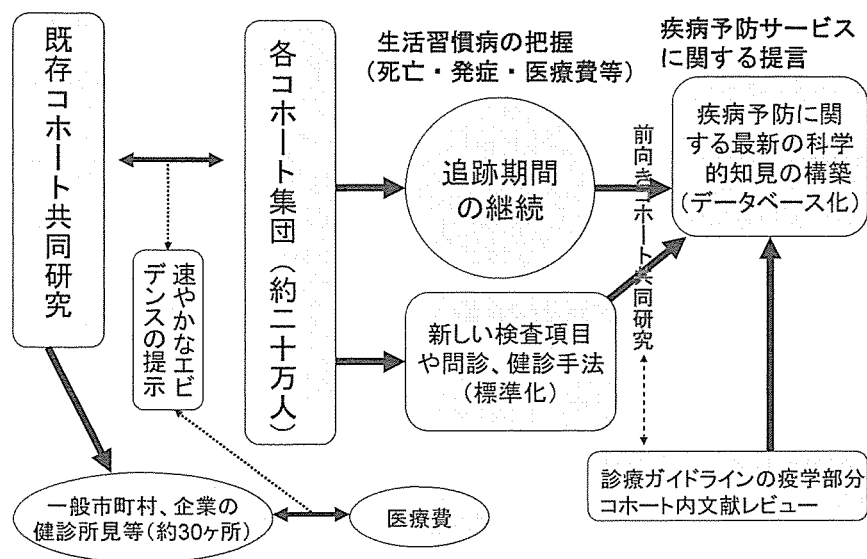 既存コホート共同研究
速やかなエビ
デンスの提示
各コホート集団（約二十万人）
生活習慣病の把握
（死亡・発症・医療費等）
追跡期間
の継続
新しい検査項目
や問診、健診手法
（標準化）
前向きコホート共同研究
疾病予防サービス
に関する提言
疾病予防に関
する最新の科学
的知見の構築
（データベース化）
診療ガイドラインの疫学部分
コホート内文献レビュー
一般市町村、企業の
健診所見等（約30ヶ所）
医療費